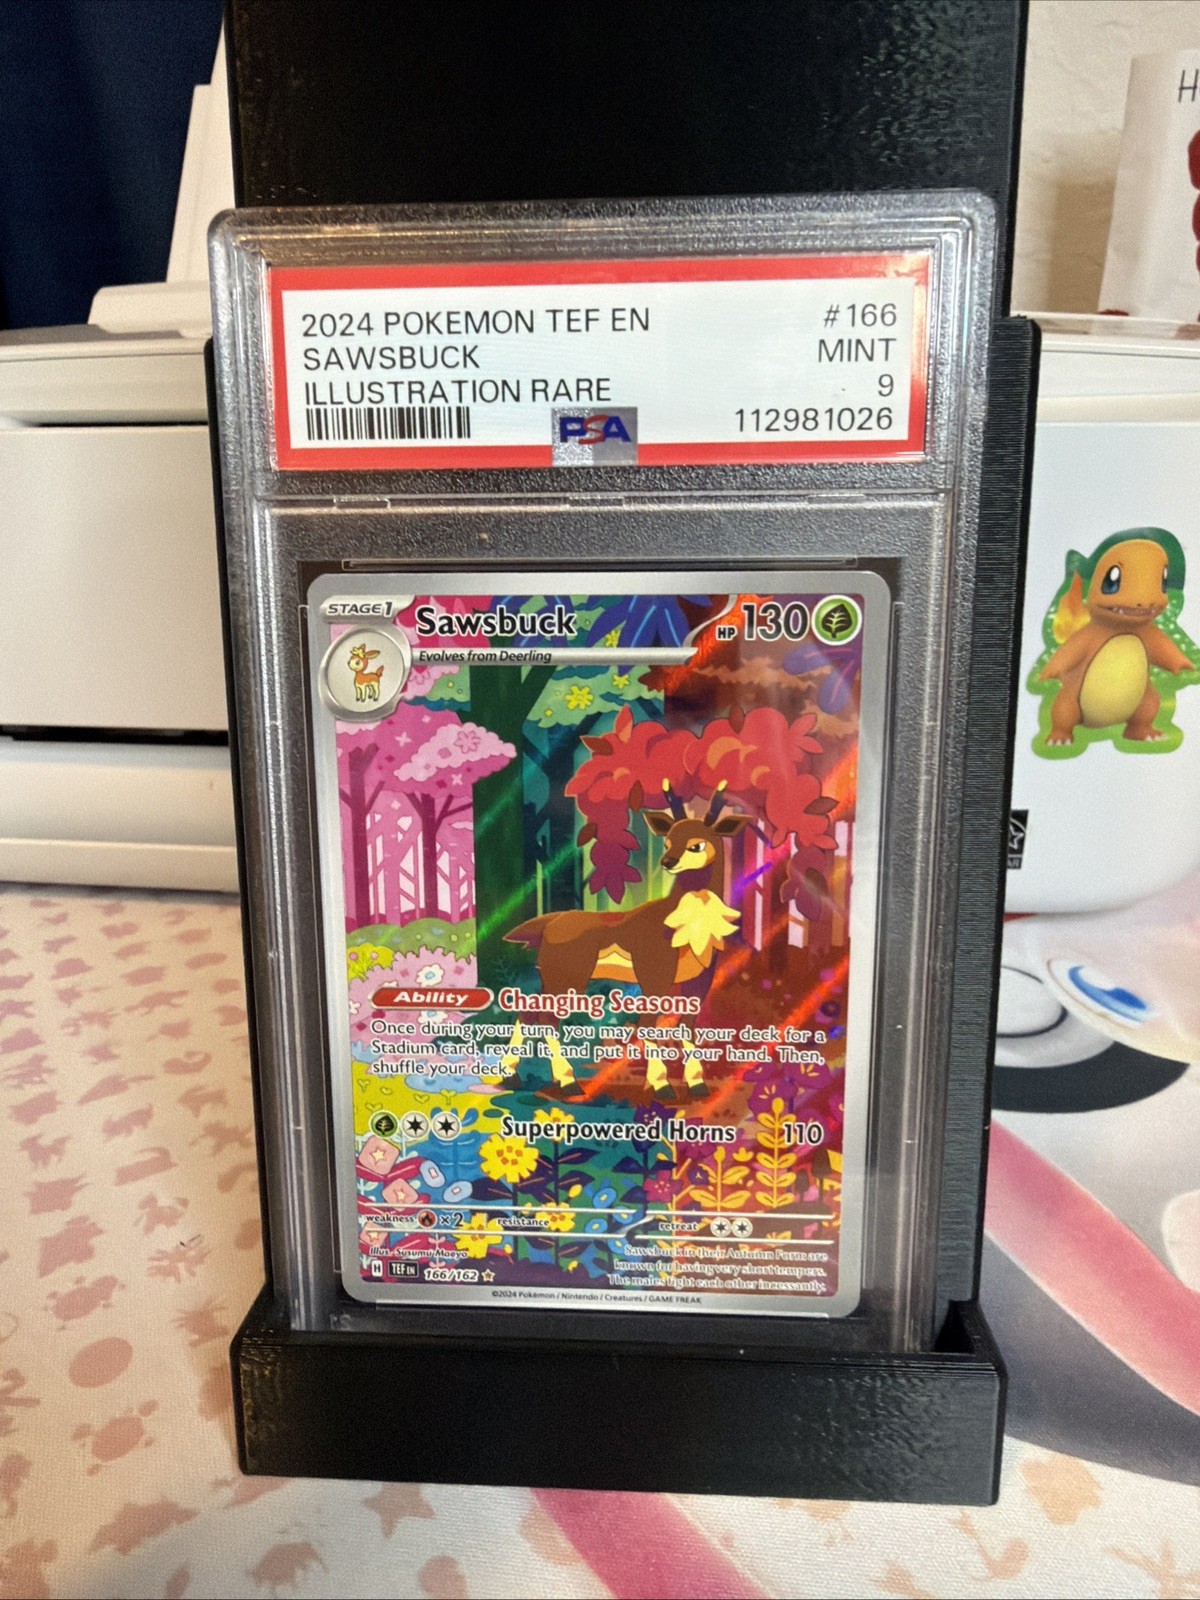 2024 POKEMON TEF EN #166
SAWSBUCK MINT
ILLUSTRATION RARE 9
PSA 112981026
STAGE 1 Sawsbuck HP 130
Evolves from Deerling
Ability Changing Seasons
Once during your turn, you may search your deck for a
Stadium card, reveal it, and put it into your hand. Then,
shuffle your deck.
Superpowered Horns 110
weakness ×2 resistance retreat
Illus. Susumu Maeya
Sawsbuck in their Autumn Form are
known for having very short tempers.
The males fight each other incessantly.
H TEF EN 166/162
©2024 Pokémon / Nintendo / Creatures / GAME FREAK